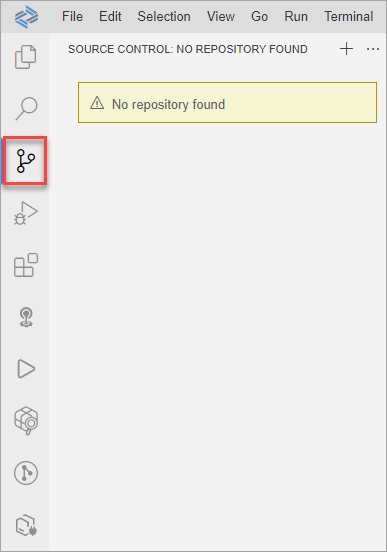 File Edit Selection View Go Run Terminal
SOURCE CONTROL: NO REPOSITORY FOUND
No repository found